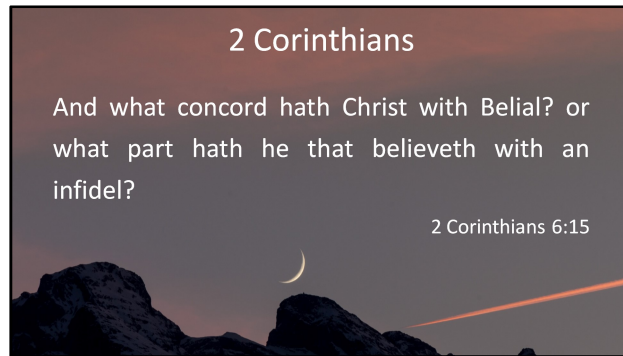 2 Corinthians
And what concord hath Christ with Belial? or
what part hath he that believeth with an
infidel?
2 Corinthians 6:15